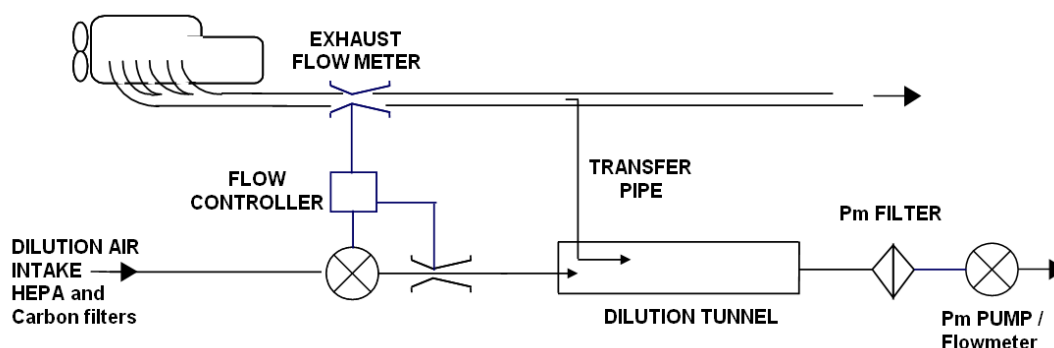 EXHAUST
FLOW METER
FLOW
CONTROLLER
TRANSFER
PIPE
Pm FILTER
DILUTION AIR
INTAKE
HEPA and
Carbon filters
DILUTION TUNNEL
Pm PUMP /
Flowmeter